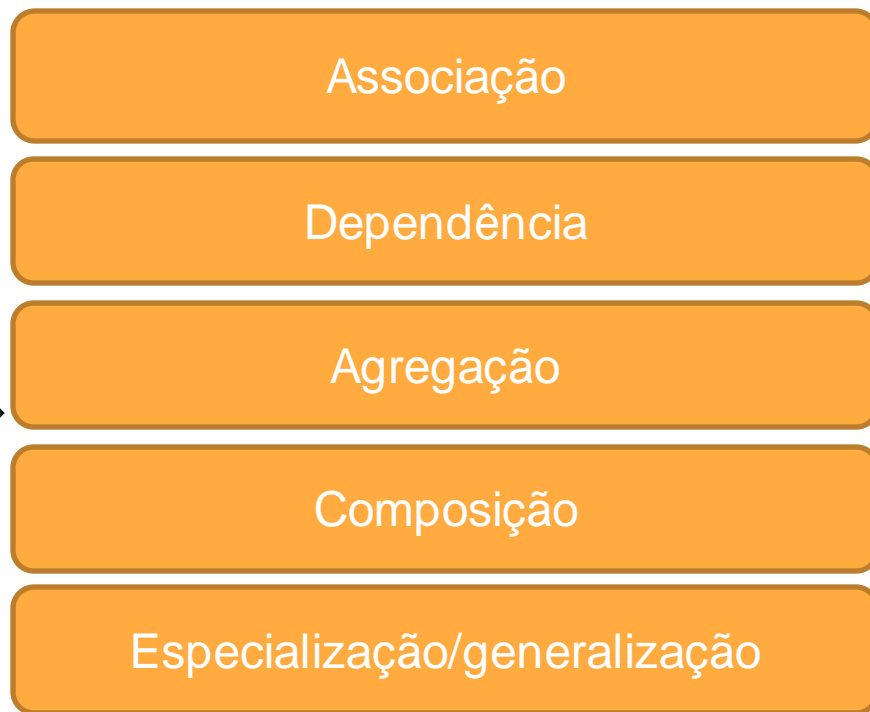 Associação
Dependência
Agregação
Composição
Especialização/generalização